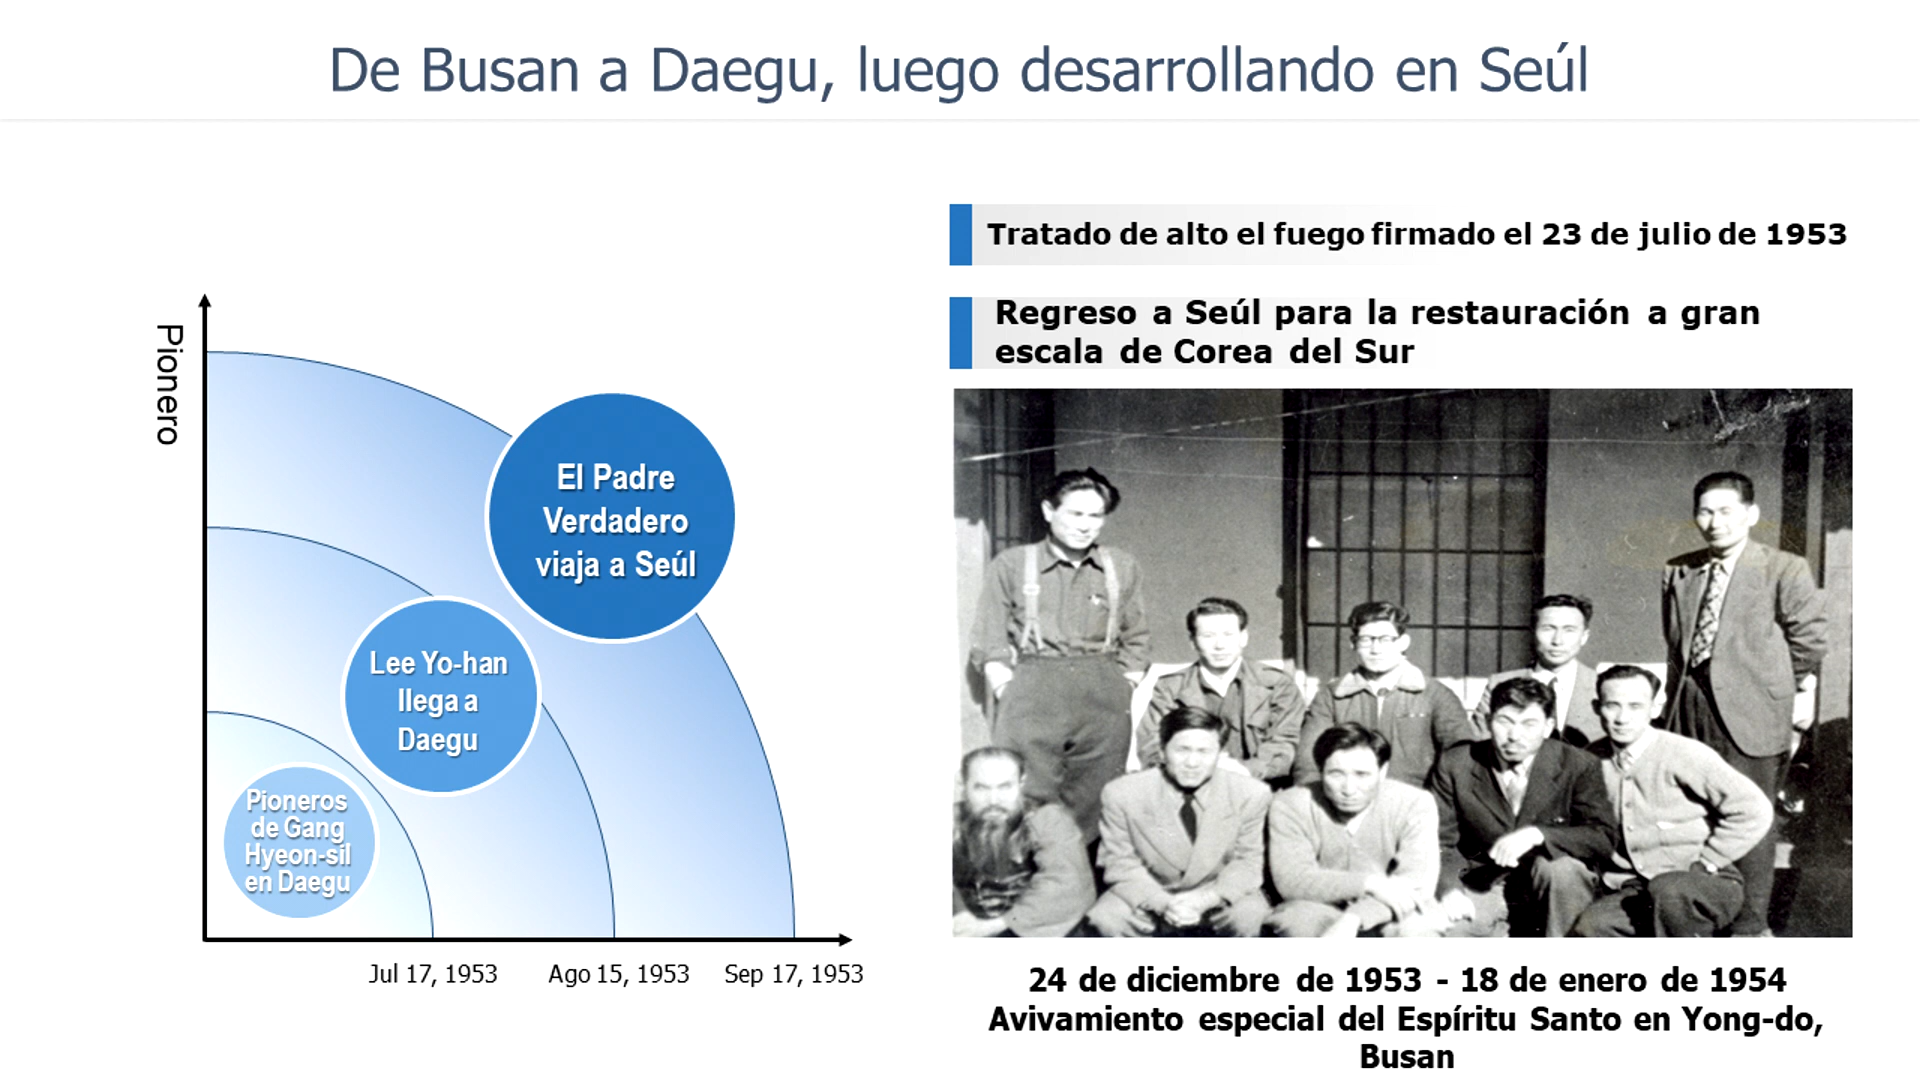 De Busan a Daegu, luego desarrollando en Seúl
Pionero
El Padre
Verdadero
viaja a Seúl
Lee Yo-han
llega a
Daegu
Pioneros
de Gang
Hyeon-sil
en Daegu
Jul 17, 1953
Ago 15, 1953
Sep 17, 1953
Tratado de alto el fuego firmado el 23 de julio de 1953
Regreso a Seúl para la restauración a gran
escala de Corea del Sur
24 de diciembre de 1953 - 18 de enero de 1954
Avivamiento especial del Espíritu Santo en Yong-do,
Busan